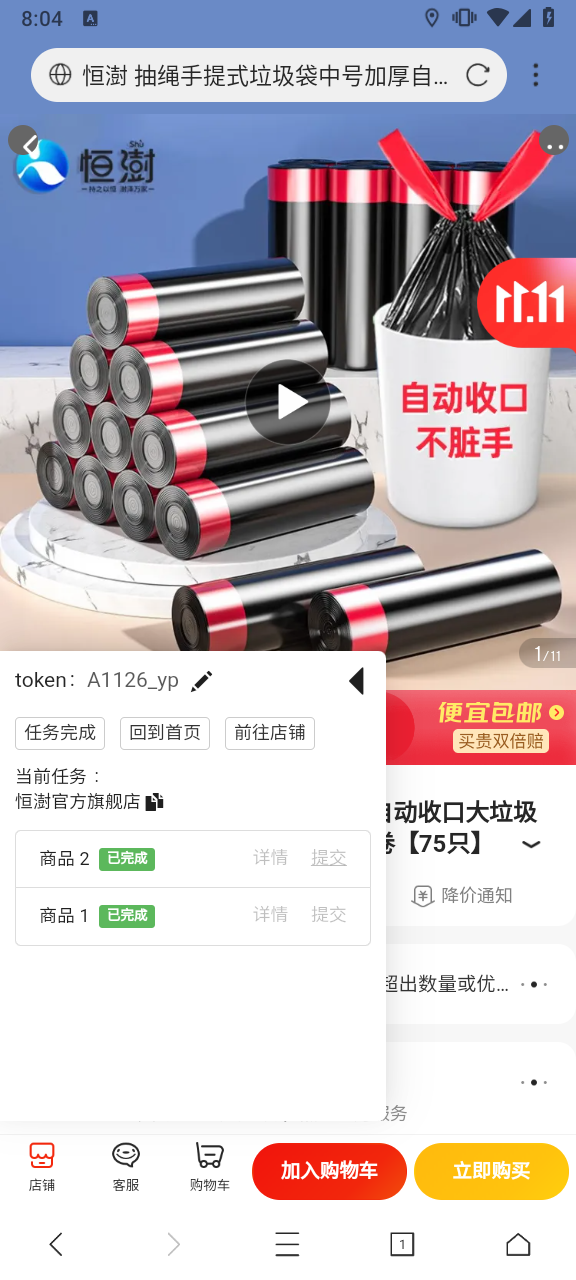 8:04
A
恒澍 抽绳手提式垃圾袋中号加厚自...
Shù
恒澍
持之以恒 澍泽万家
11.11
自动收口
不脏手
1/11
token： A1126_yp
便宜包邮
买贵双倍赔
任务完成
回到首页
前往店铺
当前任务：
恒澍官方旗舰店
自动收口大垃圾
卷【75只】
商品 2 已完成 详情 提交
降价通知
商品 1 已完成 详情 提交
超出数量或优...
服务
店铺
客服
购物车
加入购物车
立即购买
1